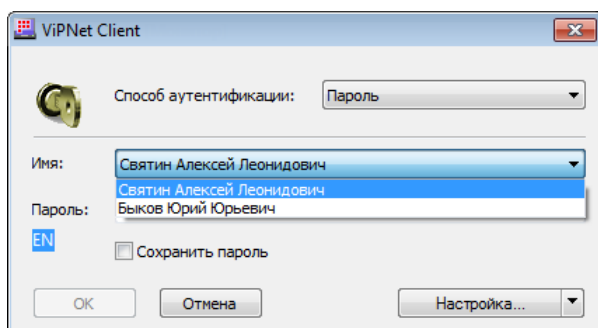 ViPNet Client
Способ аутентификации: Пароль
Имя: Святин Алексей Леонидович
Святин Алексей Леонидович
Пароль: Быков Юрий Юрьевич
EN Сохранить пароль
OK Отмена Настройка...